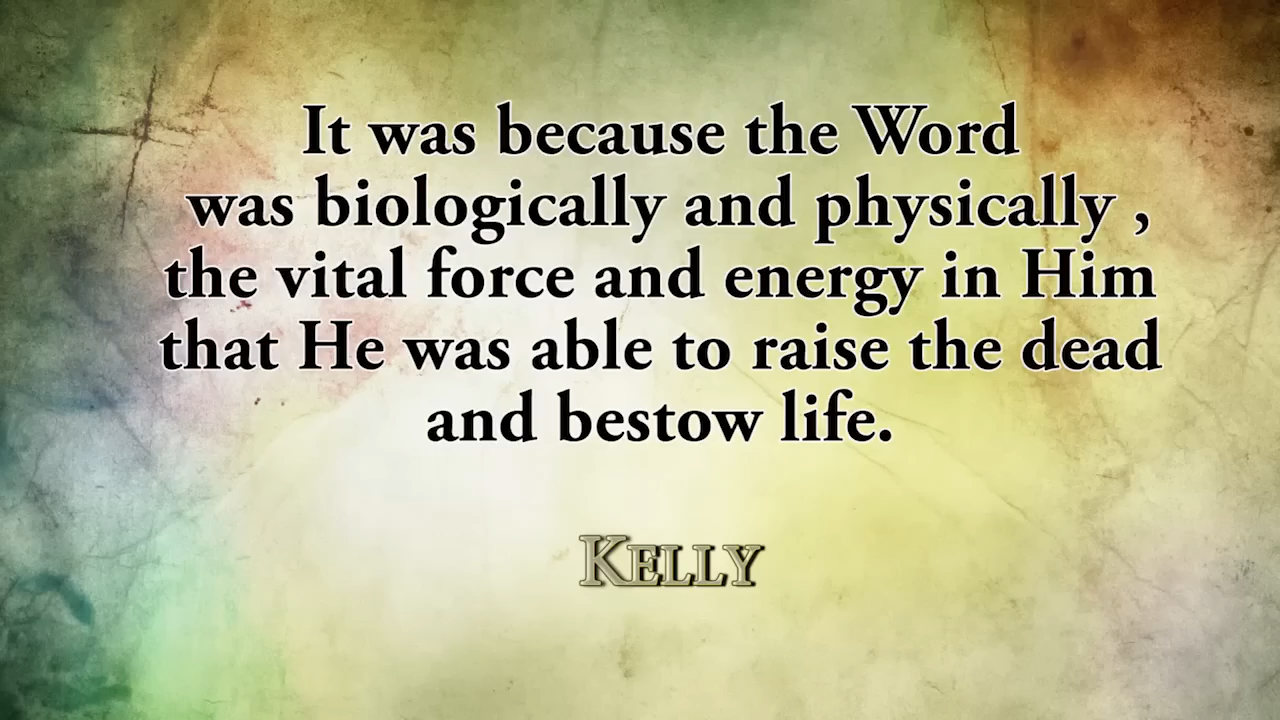 It was because the Word
was biologically and physically ,
the vital force and energy in Him
that He was able to raise the dead
and bestow life.
KELLY